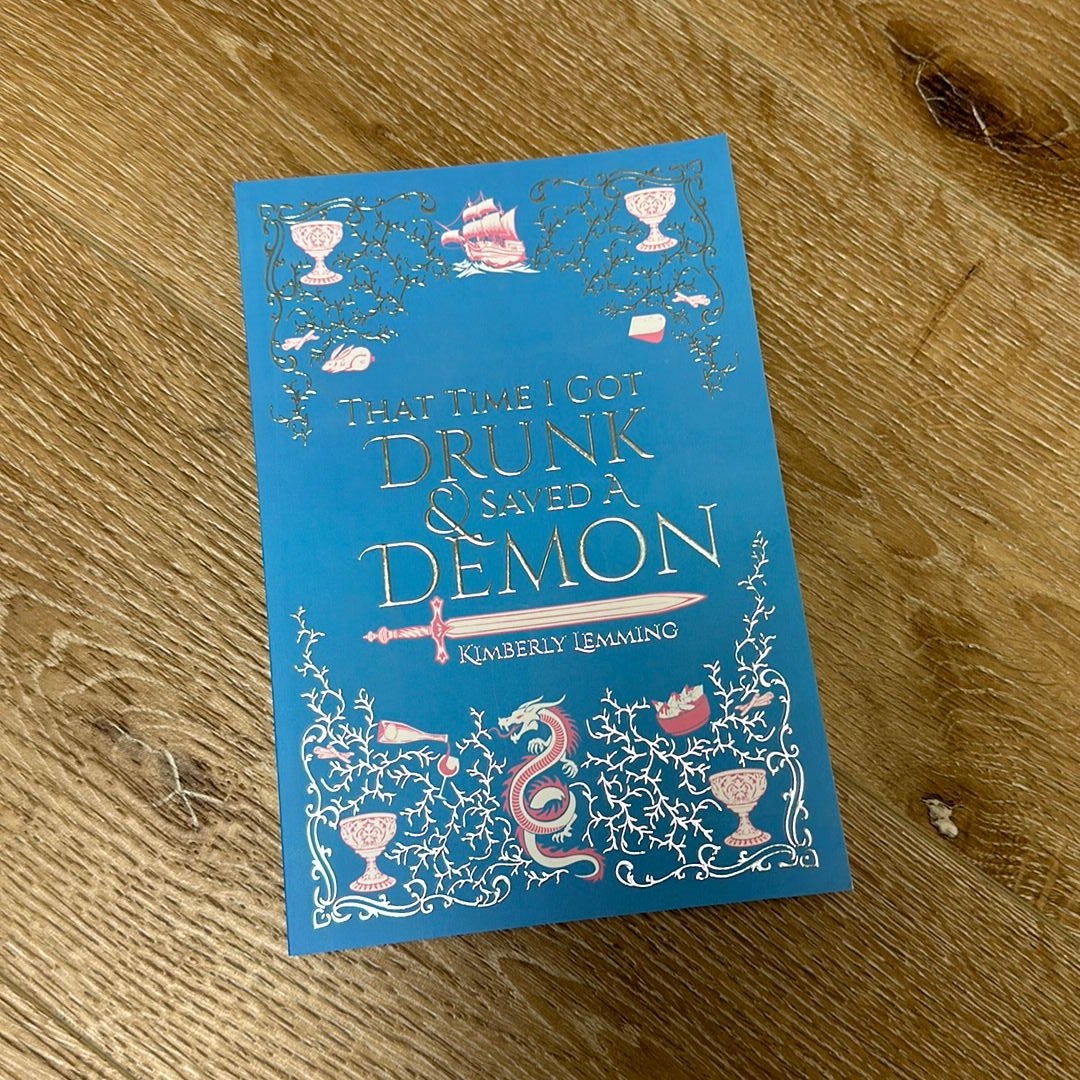 That Time I Got
Drunk
& Saved A
Demon
Kimberly Lemming